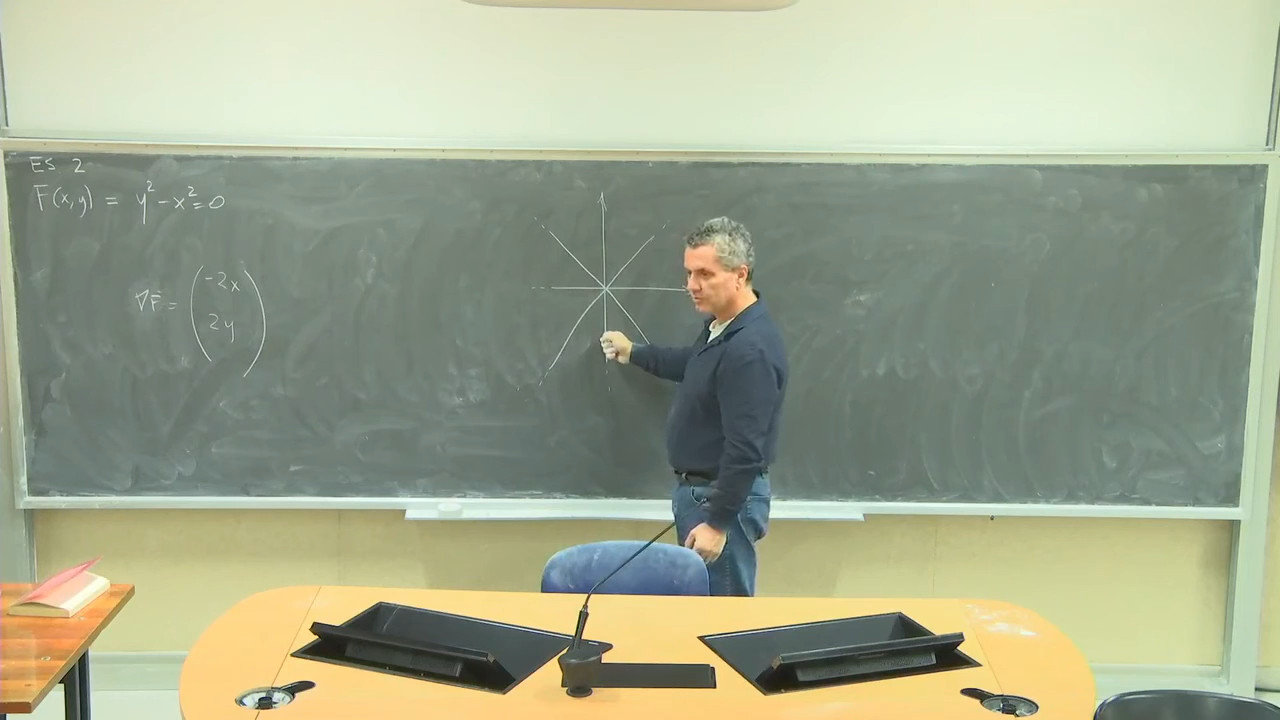 ES 2
F(x,y) = y² - x² = 0
∇F = ( -2x
2y )